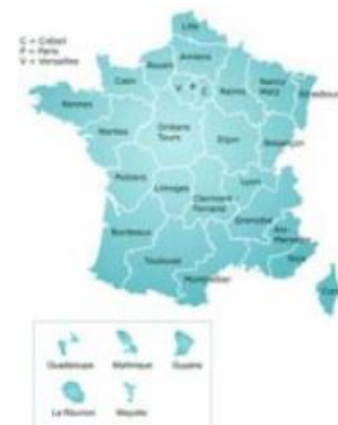 C = Créteil
P = Paris
V = Versailles
Lille
Amiens
Rouen
Caen
V P C
Reims
Nancy
Metz
Strasbourg
Rennes
Nantes
Orléans
Tours
Dijon
Besançon
Poitiers
Limoges
Clermont
Ferrand
Lyon
Grenoble
Bordeaux
Aix
Marseille
Nice
Toulouse
Montpellier
Guadeloupe
Martinique
Guyane
La Réunion
Mayotte